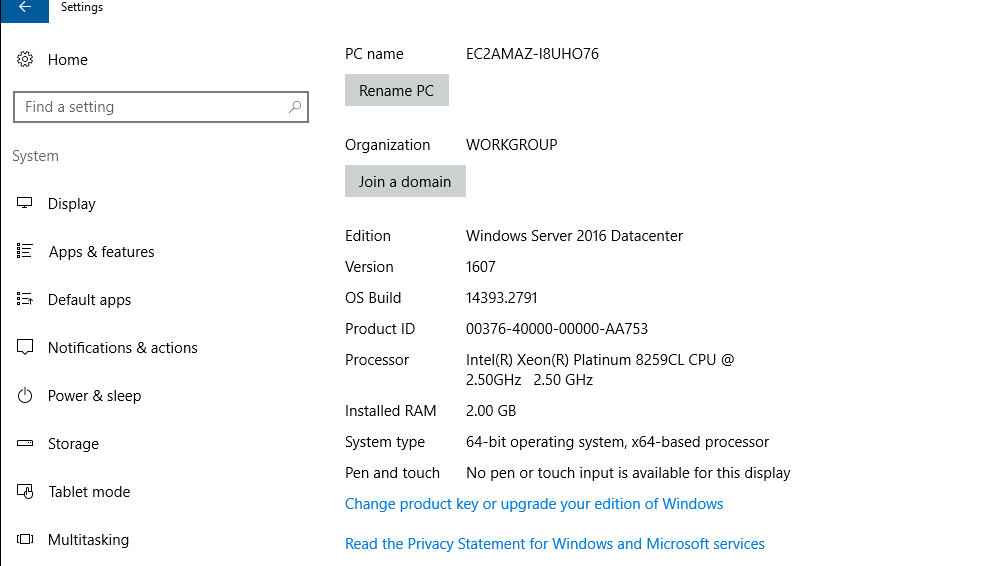 Settings
Home
Find a setting
System
Display
Apps & features
Default apps
Notifications & actions
Power & sleep
Storage
Tablet mode
Multitasking
PC name EC2AMAZ-I8UHO76
Rename PC
Organization WORKGROUP
Join a domain
Edition Windows Server 2016 Datacenter
Version 1607
OS Build 14393.2791
Product ID 00376-40000-00000-AA753
Processor Intel(R) Xeon(R) Platinum 8259CL CPU @
2.50GHz 2.50 GHz
Installed RAM 2.00 GB
System type 64-bit operating system, x64-based processor
Pen and touch No pen or touch input is available for this display
Change product key or upgrade your edition of Windows
Read the Privacy Statement for Windows and Microsoft services